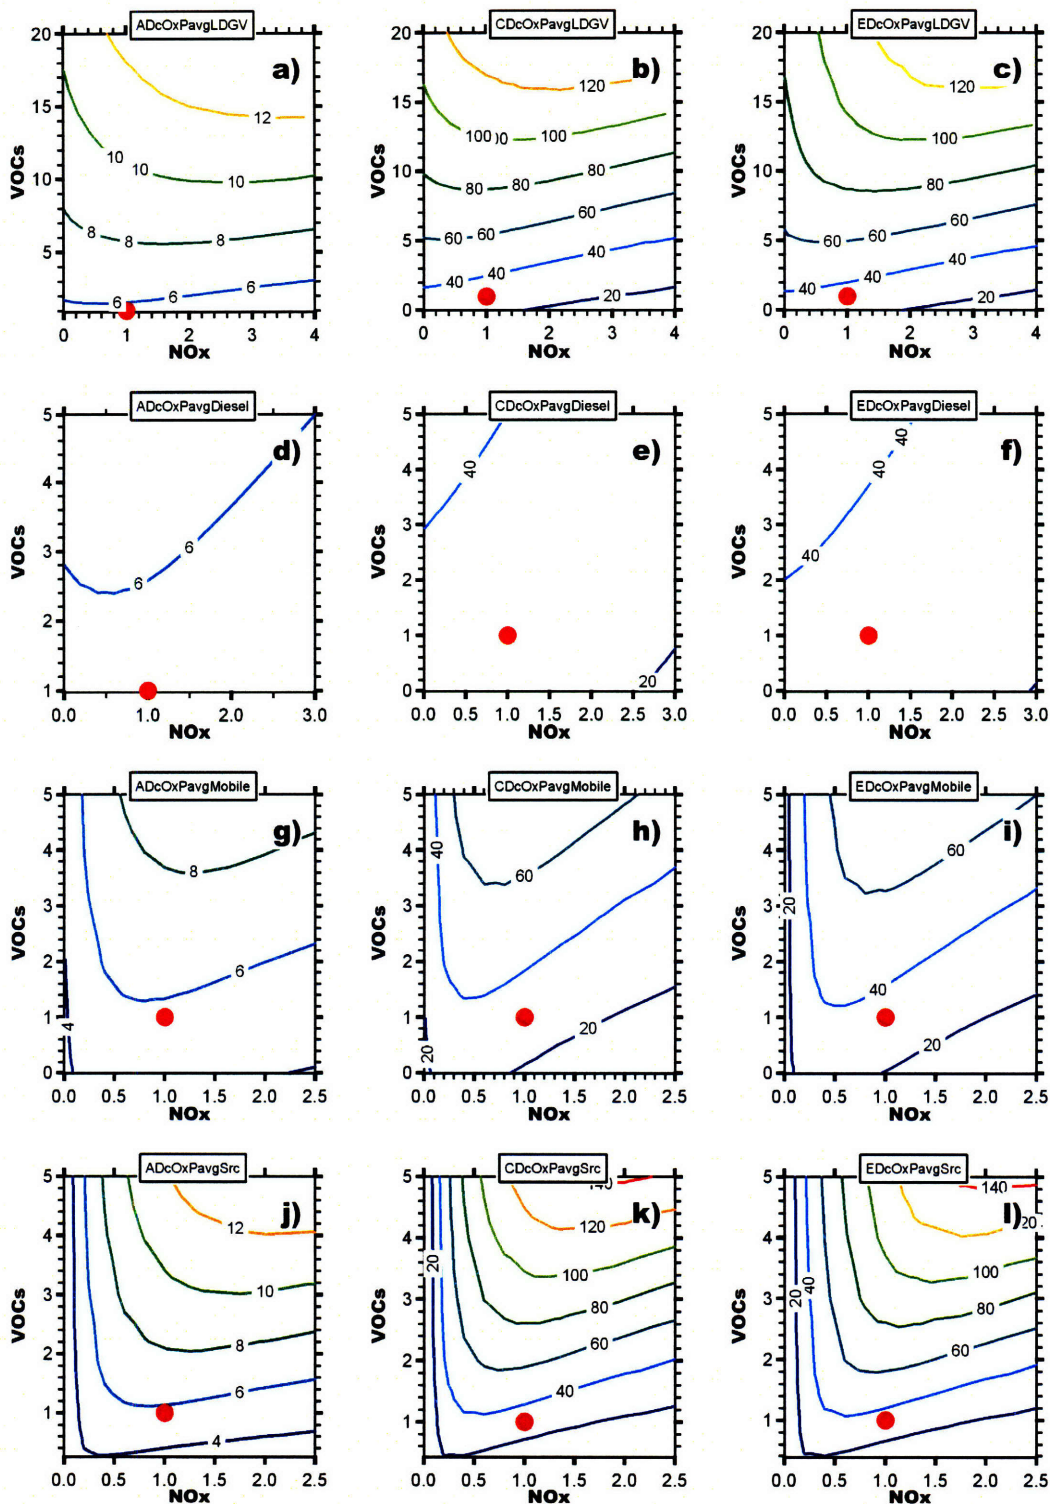 ADcOxPavgLDGV CDcOxPavgLDGV EDcOxPavgLDGV
20 20 20
a) b) c)
12 120 120
15 15 15
100 100 100
10 10 10
10 10 10 80 80 80 80
VOCs VOCs VOCs
8 8 8 60 60 60 60 60 60
5 5 5
6 6 6 40 40 40 40 40 40
20 20
0 0
0 1 2 3 4 0 1 2 3 4 0 1 2 3 4
NOx NOx NOx
ADcOxPavgDiesel CDcOxPavgDiesel EDcOxPavgDiesel
5 5 5
d) e) f)
40 40 40
4 4 4
VOCs VOCs VOCs
3 3 3
6 6 40
2 2 2
1 1
20
1 0 0
0.0 1.0 2.0 3.0 0.0 0.5 1.0 1.5 2.0 2.5 3.0 0.0 0.5 1.0 1.5 2.0 2.5 3.0
NOx NOx NOx
ADcOxPavgMobile CDcOxPavgMobile EDcOxPavgMobile
5 5 5
g) h) i)
4 4 4
8 40 60 60
3 3 3
20
VOCs VOCs VOCs
2 2 2
6 40
1 1 1
4 20 20 20
0 0 0
0.0 0.5 1.0 1.5 2.0 2.5 0.0 0.5 1.0 1.5 2.0 2.5 0.0 0.5 1.0 1.5 2.0 2.5
NOx NOx NOx
ADcOxPavgSrc CDcOxPavgSrc EDcOxPavgSrc
5 5 5
140 140
j) k) l)
12 120 20
4 4 4
20 100 100
10 20 40
3 3 3
VOCs VOCs VOCs
80 80
8 60 60
2 2 2
6 40
1 1 1
4
0.0 0.5 1.0 1.5 2.0 2.5 0.0 0.5 1.0 1.5 2.0 2.5 0.0 0.5 1.0 1.5 2.0 2.5
NOx NOx NOx